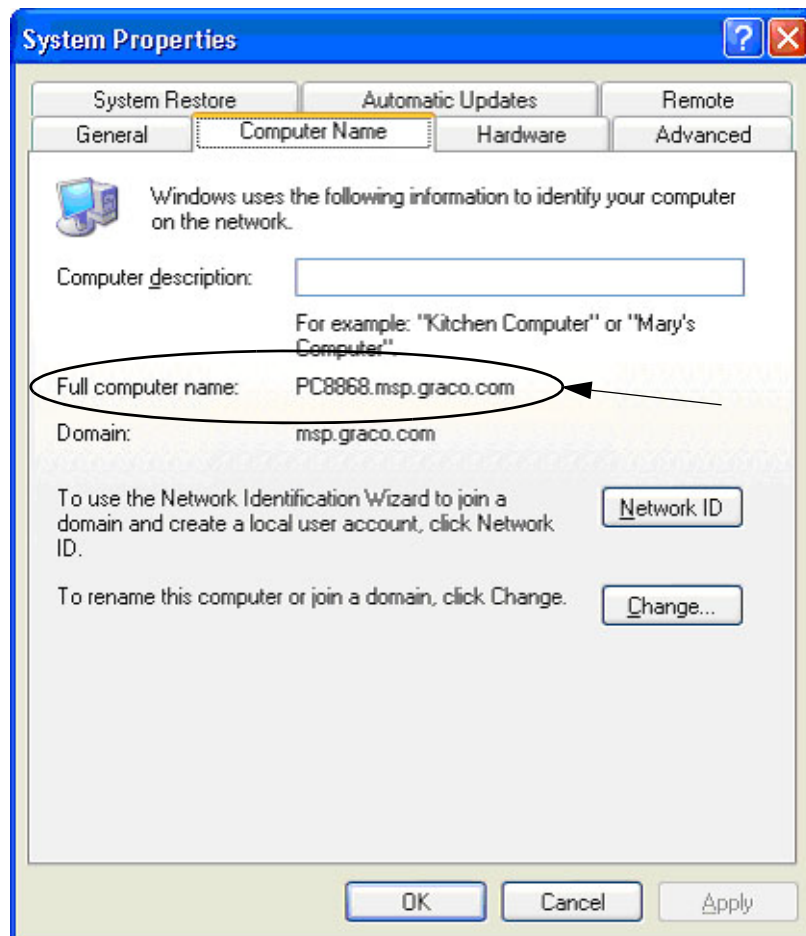 System Properties
?
System Restore
Automatic Updates
Remote
General
Computer Name
Hardware
Advanced
Windows uses the following information to identify your computer
on the network.
Computer description:
For example: "Kitchen Computer" or "Mary's
Computer".
Full computer name:
PC8868.msp.graco.com
Domain:
msp.graco.com
To use the Network Identification Wizard to join a
domain and create a local user account, click Network
ID.
Network ID
To rename this computer or join a domain, click Change.
Change...
OK
Cancel
Apply